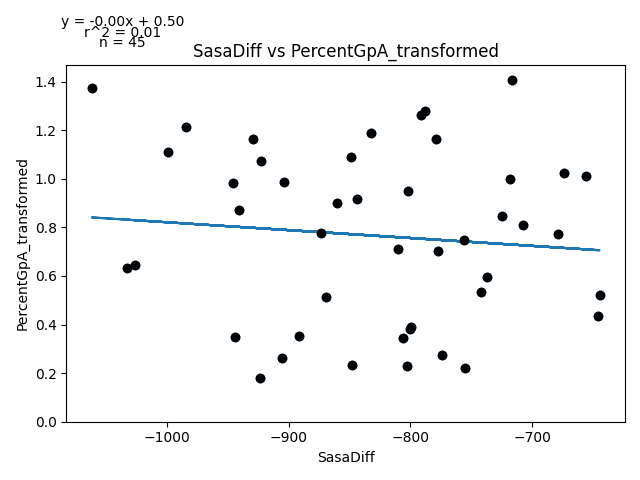 y = -0.00x + 0.50
r^2 = 0.01
n = 45
SasaDiff vs PercentGpA_transformed
1.4
1.2
1.0
0.8
0.6
0.4
0.2
0.0
PercentGpA_transformed
−1000
−900
−800
−700
SasaDiff